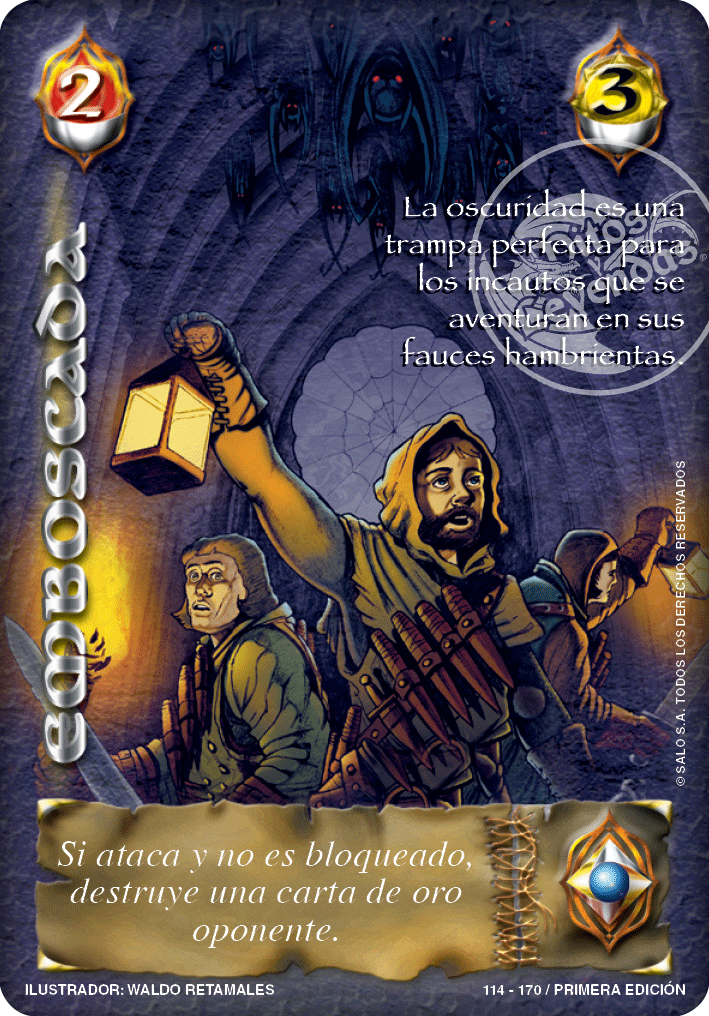 2
3
La oscuridad es una
trampa perfecta para
los incautos que se
aventuran en sus
fauces hambrientas.
Mitos
y
Leyendas®
EMBOSCADA
© SALO S.A. TODOS LOS DERECHOS RESERVADOS
Si ataca y no es bloqueado,
destruye una carta de oro
oponente.
ILUSTRADOR: WALDO RETAMALES
114 - 170 / PRIMERA EDICIÓN